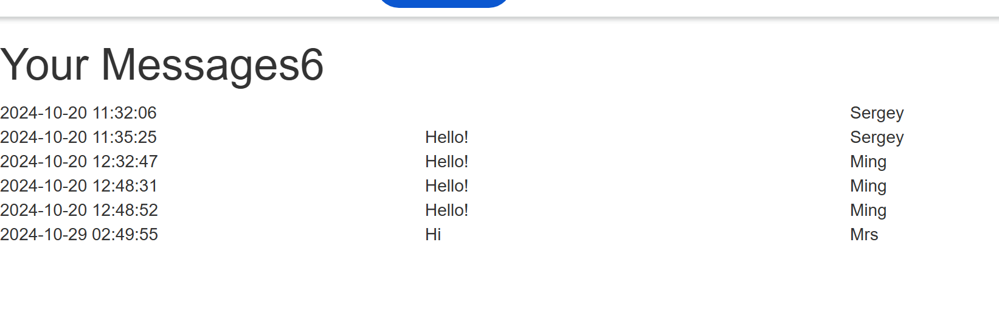 Your Messages6
2024-10-20 11:32:06 Sergey
2024-10-20 11:35:25 Hello! Sergey
2024-10-20 12:32:47 Hello! Ming
2024-10-20 12:48:31 Hello! Ming
2024-10-20 12:48:52 Hello! Ming
2024-10-29 02:49:55 Hi Mrs